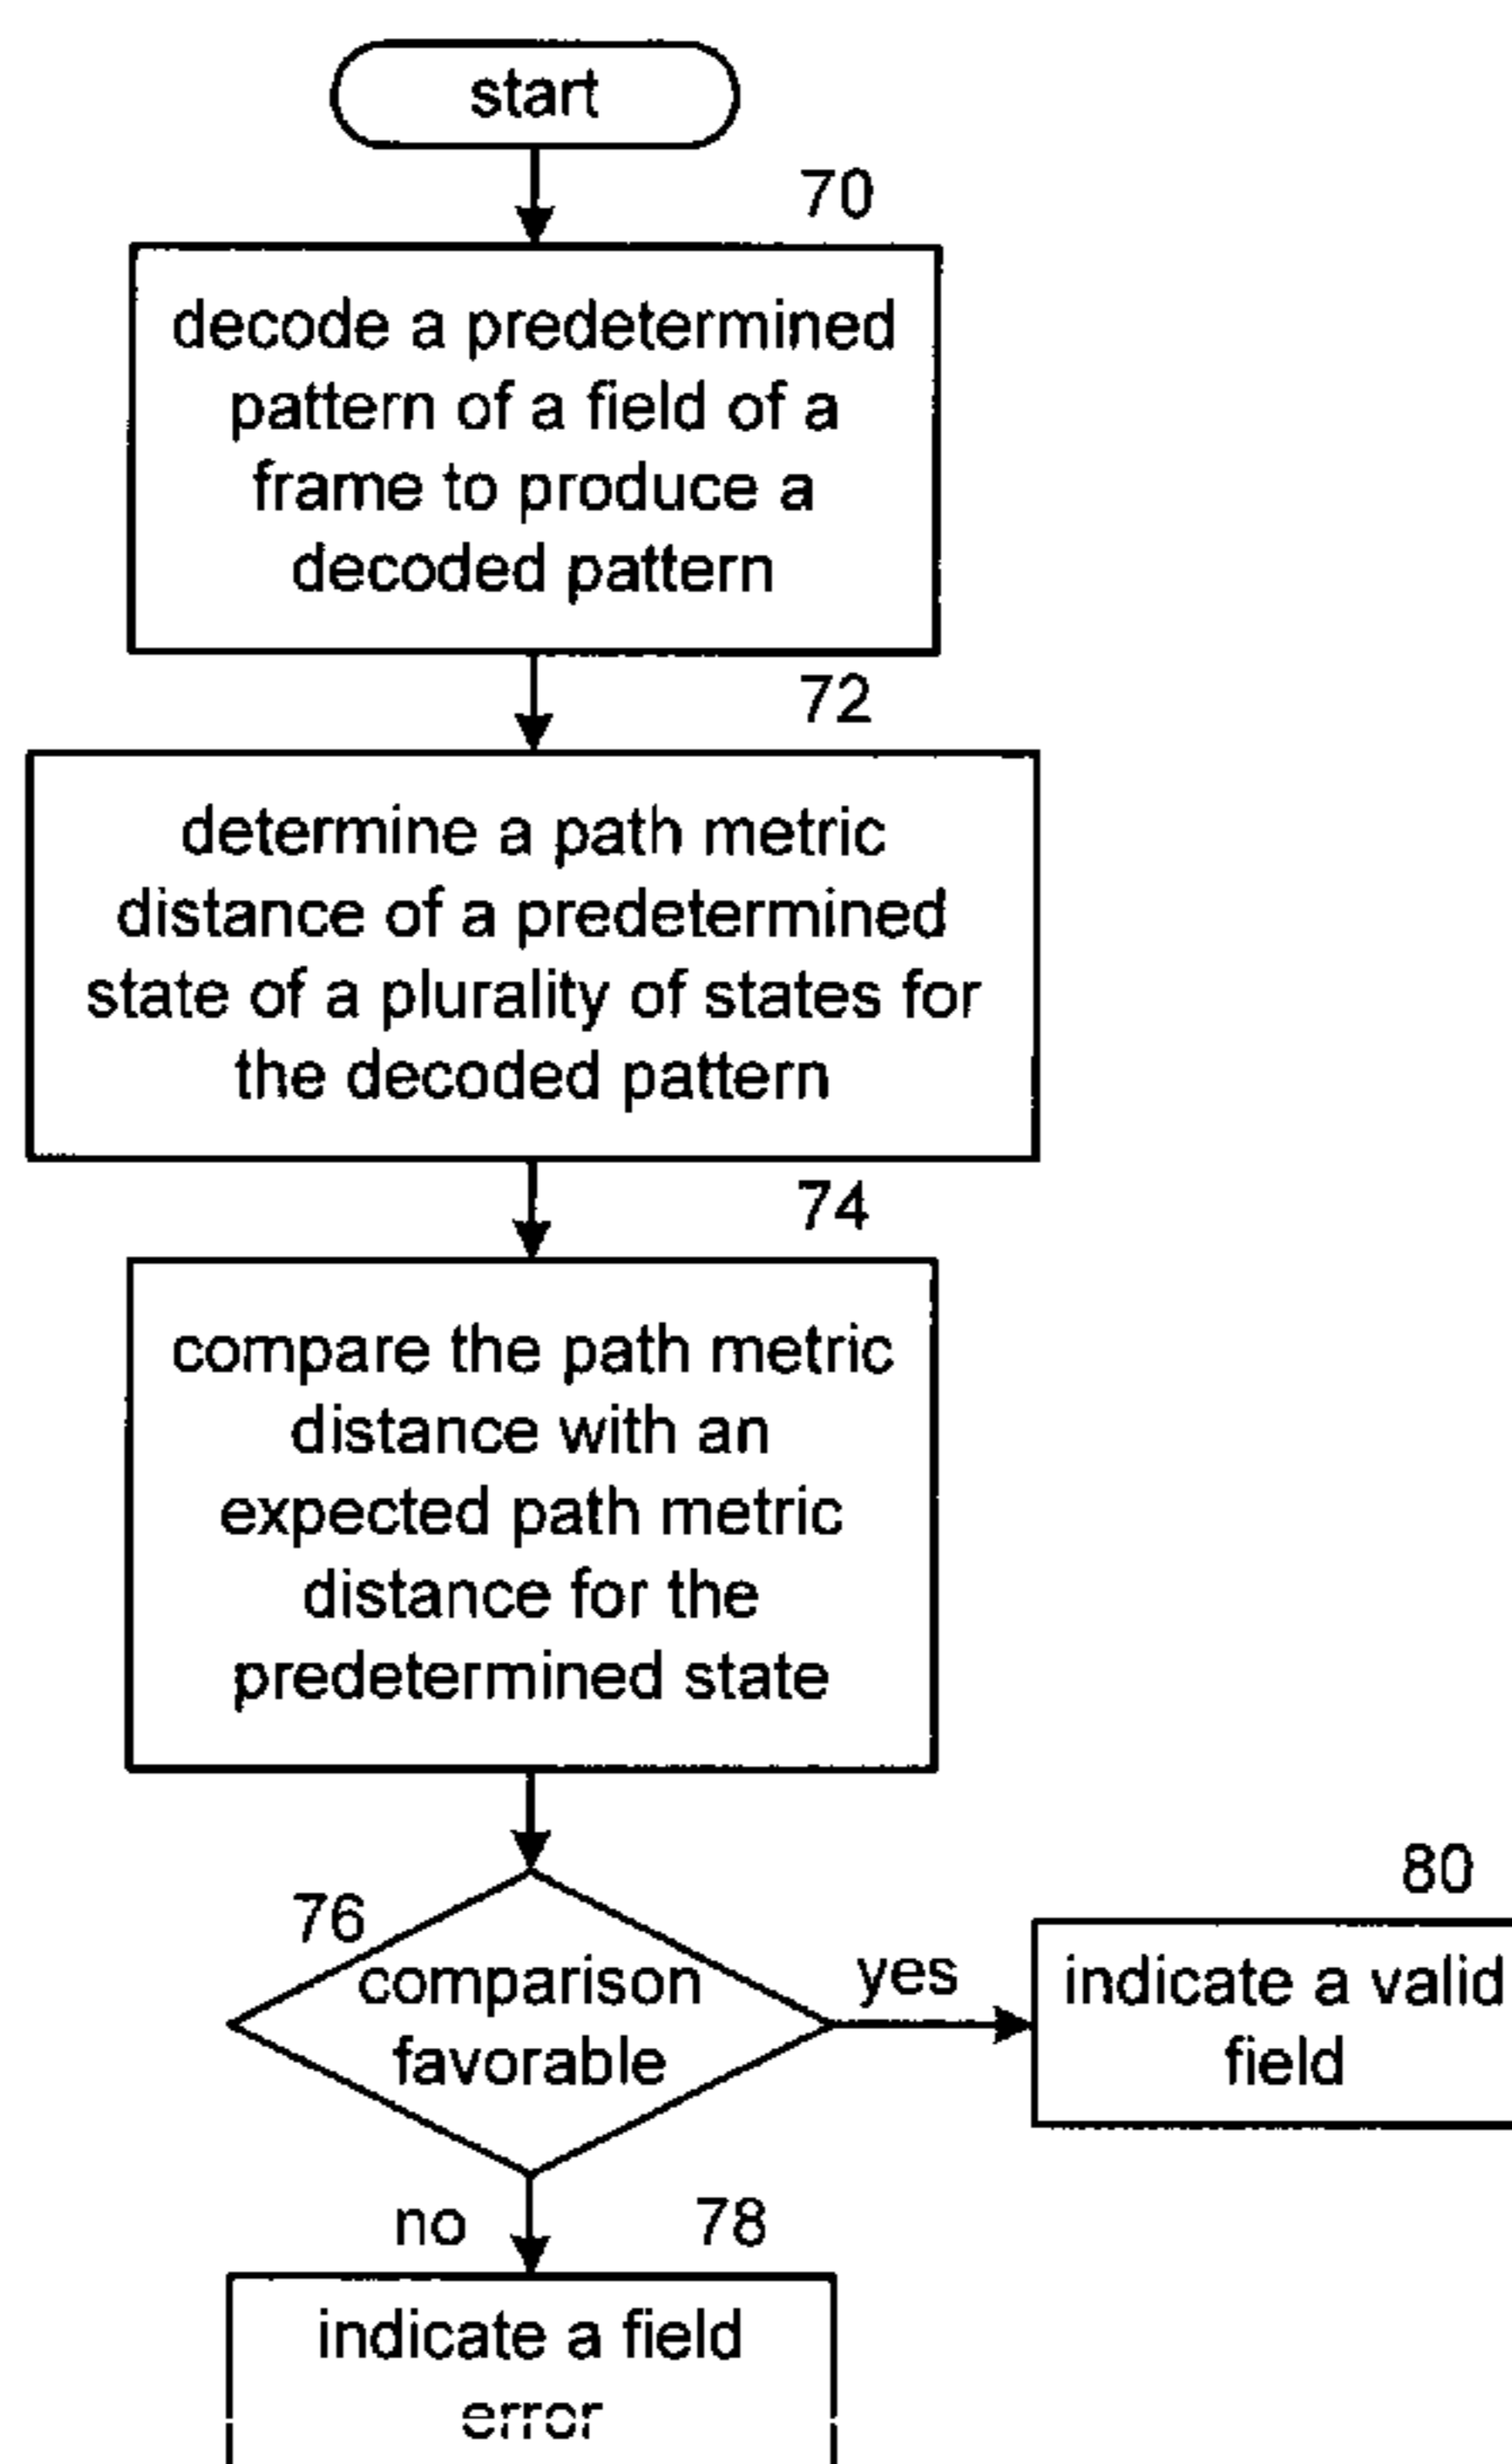 start
70
decode a predetermined
pattern of a field of a
frame to produce a
decoded pattern
72
determine a path metric
distance of a predetermined
state of a plurality of states for
the decoded pattern
74
compare the path metric
distance with an
expected path metric
distance for the
predetermined state
76
comparison
favorable
yes
80
indicate a valid
field
no
78
indicate a field
error